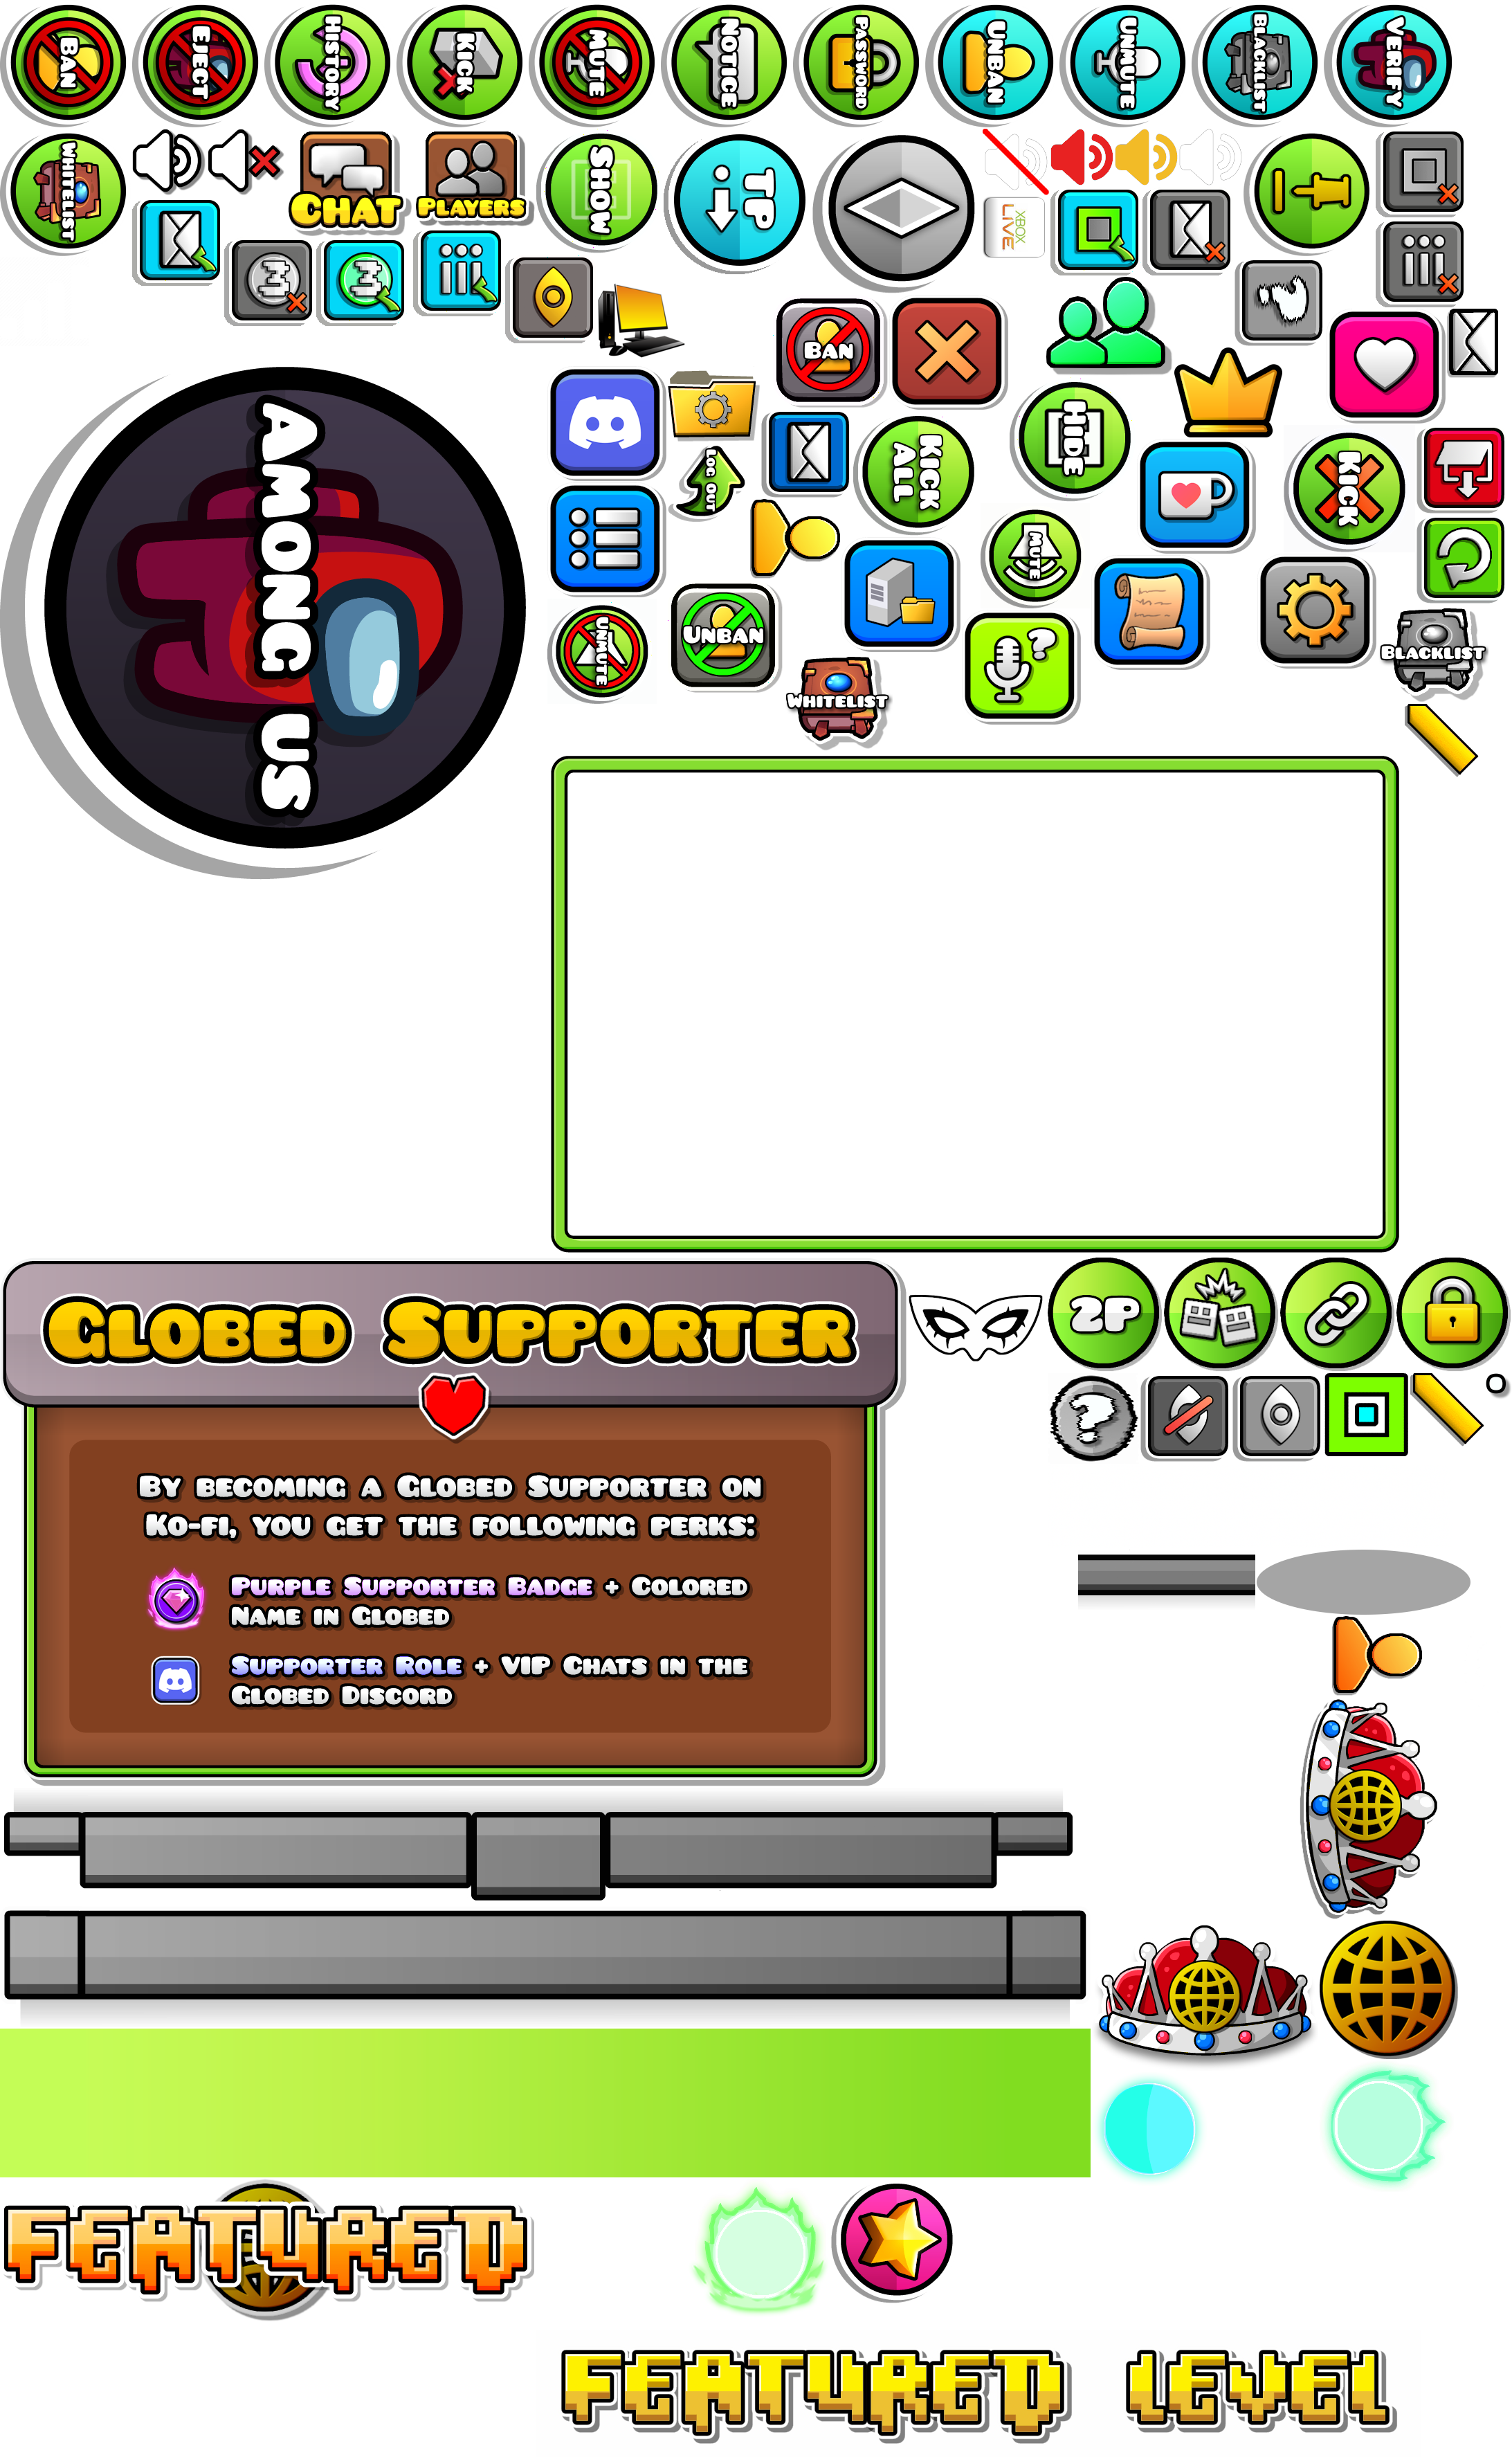 BAN
EJECT
HISTORY
KICK
MUTE
NOTICE
PASSWORD
UNBAN
UNMUTE
BLACKLIST
VERIFY
WHITELIST
CHAT
PLAYERS
SHOW
TP
XBOX
LIVE
M
M
?
BAN
AMONG US
LOG OUT
KICK
ALL
HIDE
KICK
MUTE
UNMUTE
UNBAN
WHITELIST
?
BLACKLIST
GLOBED SUPPORTER
2P
?
BY BECOMING A GLOBED SUPPORTER ON
KO-FI, YOU GET THE FOLLOWING PERKS:
PURPLE SUPPORTER BADGE + COLORED
NAME IN GLOBED
SUPPORTER ROLE + VIP CHATS IN THE
GLOBED DISCORD
FEATURED
FEATURED LEVEL